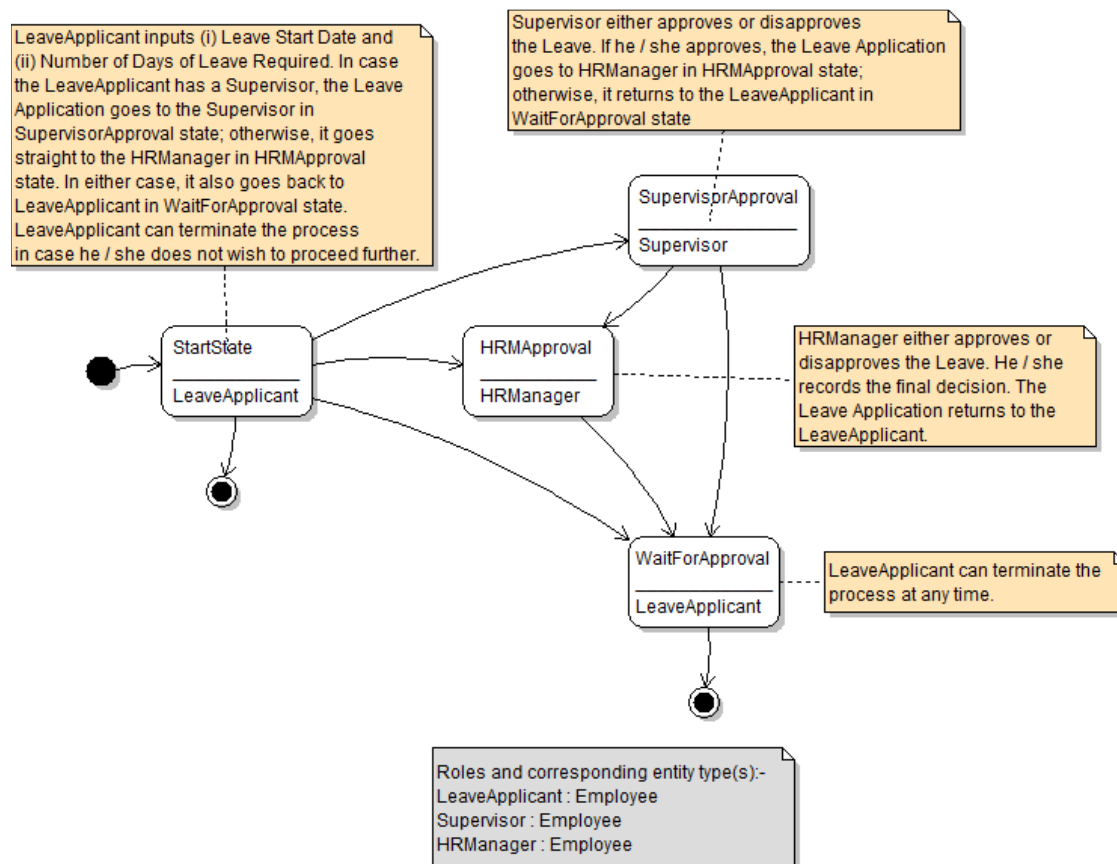 LeaveApplicant inputs (i) Leave Start Date and
(ii) Number of Days of Leave Required. In case
the LeaveApplicant has a Supervisor, the Leave
Application goes to the Supervisor in
SupervisorApproval state; otherwise, it goes
straight to the HRManager in HRMApproval
state. In either case, it also goes back to
LeaveApplicant in WaitForApproval state.
LeaveApplicant can terminate the process
in case he / she does not wish to proceed further.
Supervisor either approves or disapproves
the Leave. If he / she approves, the Leave Application
goes to HRManager in HRMApproval state;
otherwise, it returns to the LeaveApplicant in
WaitForApproval state
SupervisorApproval
Supervisor
StartState
LeaveApplicant
HRMApproval
HRManager
HRManager either approves or
disapproves the Leave. He / she
records the final decision. The
Leave Application returns to the
LeaveApplicant.
WaitForApproval
LeaveApplicant
LeaveApplicant can terminate the
process at any time.
Roles and corresponding entity type(s):-
LeaveApplicant : Employee
Supervisor : Employee
HRManager : Employee